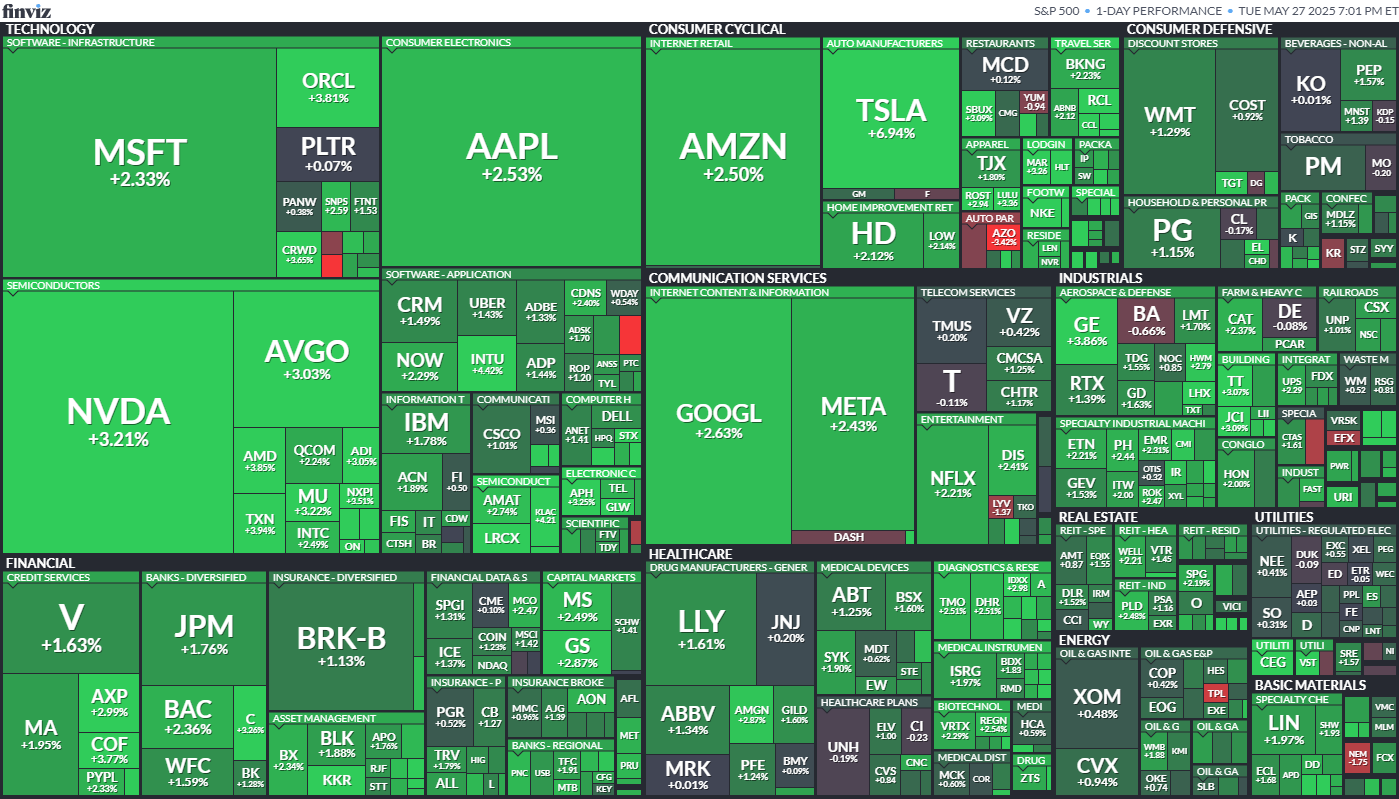 finviz
S&P 500 • 1-DAY PERFORMANCE • TUE MAY 27 2025 7:01 PM ET
TECHNOLOGY
SOFTWARE - INFRASTRUCTURE
MSFT
+2.33%
ORCL
+3.81%
PLTR
+0.07%
PANW
+0.38%
SNPS
+2.59
FTNT
+1.53
CRWD
+3.65%
CONSUMER ELECTRONICS
AAPL
+2.53%
SEMICONDUCTORS
NVDA
+3.21%
AVGO
+3.03%
AMD
+3.85%
TXN
+3.94%
QCOM
+2.24%
ADI
+3.05%
MU
+3.22%
NXPI
+3.51%
INTC
+2.49%
ON
SOFTWARE - APPLICATION
CRM
+1.49%
UBER
+1.43%
ADBE
+1.33%
CDNS
+2.40%
WDAY
+0.54%
NOW
+2.29%
INTU
+4.42%
ADP
+1.44%
ADSK
+1.70
ROP
+1.20
ANSS
PTC
TYL
INFORMATION T
IBM
+1.78%
ACN
+1.89%
FI
+0.50
FIS
IT
CDW
CTSH
BR
COMMUNICATI
CSCO
+1.01%
MSI
+0.36
SEMICONDUCT
AMAT
+2.74%
KLAC
+4.21
LRCX
COMPUTER H
ANET
+1.41
DELL
HPQ
STX
ELECTRONIC C
APH
+3.25%
TEL
GLW
SCIENTIFIC
FTV
TDY
CONSUMER CYCLICAL
INTERNET RETAIL
AMZN
+2.50%
AUTO MANUFACTURERS
TSLA
+6.94%
GM
F
HOME IMPROVEMENT RET
HD
+2.12%
LOW
+2.14%
RESTAURANTS
MCD
+0.12%
SBUX
+3.09%
CMG
YUM
-0.94
TRAVEL SER
BKNG
+2.23%
ABNB
+2.12
RCL
CCL
APPAREL
TJX
+1.80%
ROST
+2.94
LULU
+3.36
LODGIN
MAR
+3.26
HLT
PACKA
IP
SW
AUTO PAR
AZO
-3.42%
FOOTW
NKE
SPECIAL
RESIDE
LEN
NVR
CONSUMER DEFENSIVE
DISCOUNT STORES
WMT
+1.29%
COST
+0.92%
TGT
DG
BEVERAGES - NON-AL
KO
+0.01%
PEP
+1.57%
MNST
+1.39
KDP
-0.15
TOBACCO
PM
MO
-0.20
HOUSEHOLD & PERSONAL PR
PG
+1.15%
CL
-0.17%
EL
CHD
PACK
GIS
K
CONFEC
MDLZ
+1.15%
KR
STZ
SYY
COMMUNICATION SERVICES
INTERNET CONTENT & INFORMATION
GOOGL
+2.63%
META
+2.43%
DASH
TELECOM SERVICES
TMUS
+0.20%
VZ
+0.42%
T
-0.11%
CMCSA
+1.25%
CHTR
+1.17%
ENTERTAINMENT
NFLX
+2.21%
DIS
+2.41%
LYV
-1.37
TKO
INDUSTRIALS
AEROSPACE & DEFENSE
GE
+3.86%
BA
-0.66%
LMT
+1.70%
RTX
+1.39%
TDG
+1.55%
NOC
+0.85
HWM
+2.79
GD
+1.63%
LHX
TXT
FARM & HEAVY C
CAT
+2.37%
DE
-0.08%
PCAR
RAILROADS
UNP
+1.01%
CSX
NSC
BUILDING
TT
+3.07%
JCI
+3.09%
LII
INTEGRAT
UPS
+2.29
FDX
WASTE M
WM
+0.52
RSG
+0.81
SPECIALTY INDUSTRIAL MACHI
ETN
+2.21%
PH
+2.44
EMR
+2.31%
CMI
GEV
+1.53%
ITW
+2.00
OTIS
+0.32
IR
ROK
+2.47
XYL
CONGLO
HON
+2.00%
SPECIA
CTAS
+1.61
VRSK
EFX
INDUST
FAST
PWR
URI
FINANCIAL
CREDIT SERVICES
V
+1.63%
MA
+1.95%
AXP
+2.99%
COF
+3.77%
PYPL
+2.33%
BANKS - DIVERSIFIED
JPM
+1.76%
BAC
+2.36%
C
+3.26%
WFC
+1.59%
BK
+1.28%
INSURANCE - DIVERSIFIED
BRK-B
+1.13%
ASSET MANAGEMENT
BX
+2.34%
BLK
+1.88%
APO
+1.76%
KKR
RJF
STT
FINANCIAL DATA & S
SPGI
+1.31%
CME
+0.10%
MCO
+2.47
ICE
+1.37%
COIN
+1.23%
MSCI
+1.42
NDAQ
CAPITAL MARKETS
MS
+2.49%
GS
+2.87%
SCHW
+1.41
INSURANCE - P
PGR
+0.52%
CB
+1.27
TRV
+1.79%
HIG
ALL
L
INSURANCE BROKE
MMC
+0.96%
AJG
+1.39
AON
AFL
MET
PRU
BANKS - REGIONAL
PNC
USB
TFC
+1.91
MTB
CFG
KEY
HEALTHCARE
DRUG MANUFACTURERS - GENER
LLY
+1.61%
JNJ
+0.20%
ABBV
+1.34%
AMGN
+2.87%
GILD
+1.60%
MRK
+0.01%
PFE
+1.24%
BMY
+0.09%
MEDICAL DEVICES
ABT
+1.25%
BSX
+1.60%
SYK
+1.90%
MDT
+0.62%
STE
EW
HEALTHCARE PLANS
UNH
-0.19%
ELV
+1.00
CI
-0.23
CVS
+0.84
CNC
DIAGNOSTICS & RESE
TMO
+2.51%
DHR
+2.51%
IDXX
+2.98
A
MEDICAL INSTRUMEN
ISRG
+1.97%
BDX
+1.83
RMD
BIOTECHNOL
VRTX
+2.29%
REGN
+2.54%
MEDI
HCA
+0.59%
MEDICAL DIST
MCK
+0.60%
COR
DRUG
ZTS
REAL ESTATE
REIT - SPE
AMT
+0.87
EQIX
+1.55
DLR
+1.52%
IRM
CCI
WY
REIT - HEA
WELL
+2.21
VTR
+1.45
REIT - RESID
REIT - IND
PLD
+2.48%
PSA
+1.16
EXR
SPG
+2.19%
O
VICI
UTILITIES
UTILITIES - REGULATED ELEC
NEE
+0.41%
DUK
-0.09
EXC
+0.55
XEL
PEG
ED
ETR
-0.05
WEC
SO
+0.31%
AEP
+0.03
PPL
ES
D
FE
CNP
LNT
UTILITI
CEG
UTILI
VST
SRE
+1.57
NI
ENERGY
OIL & GAS INTE
XOM
+0.48%
CVX
+0.94%
OIL & GAS E&P
COP
+0.42%
HES
TPL
EOG
EXE
OIL & G
WMB
+1.88
KMI
OKE
+0.74
OIL & GA
OIL & GA
SLB
BASIC MATERIALS
SPECIALTY CHE
LIN
+1.97%
SHW
+1.93
ECL
+1.68
APD
DD
VMC
MLM
NEM
-1.75
FCX